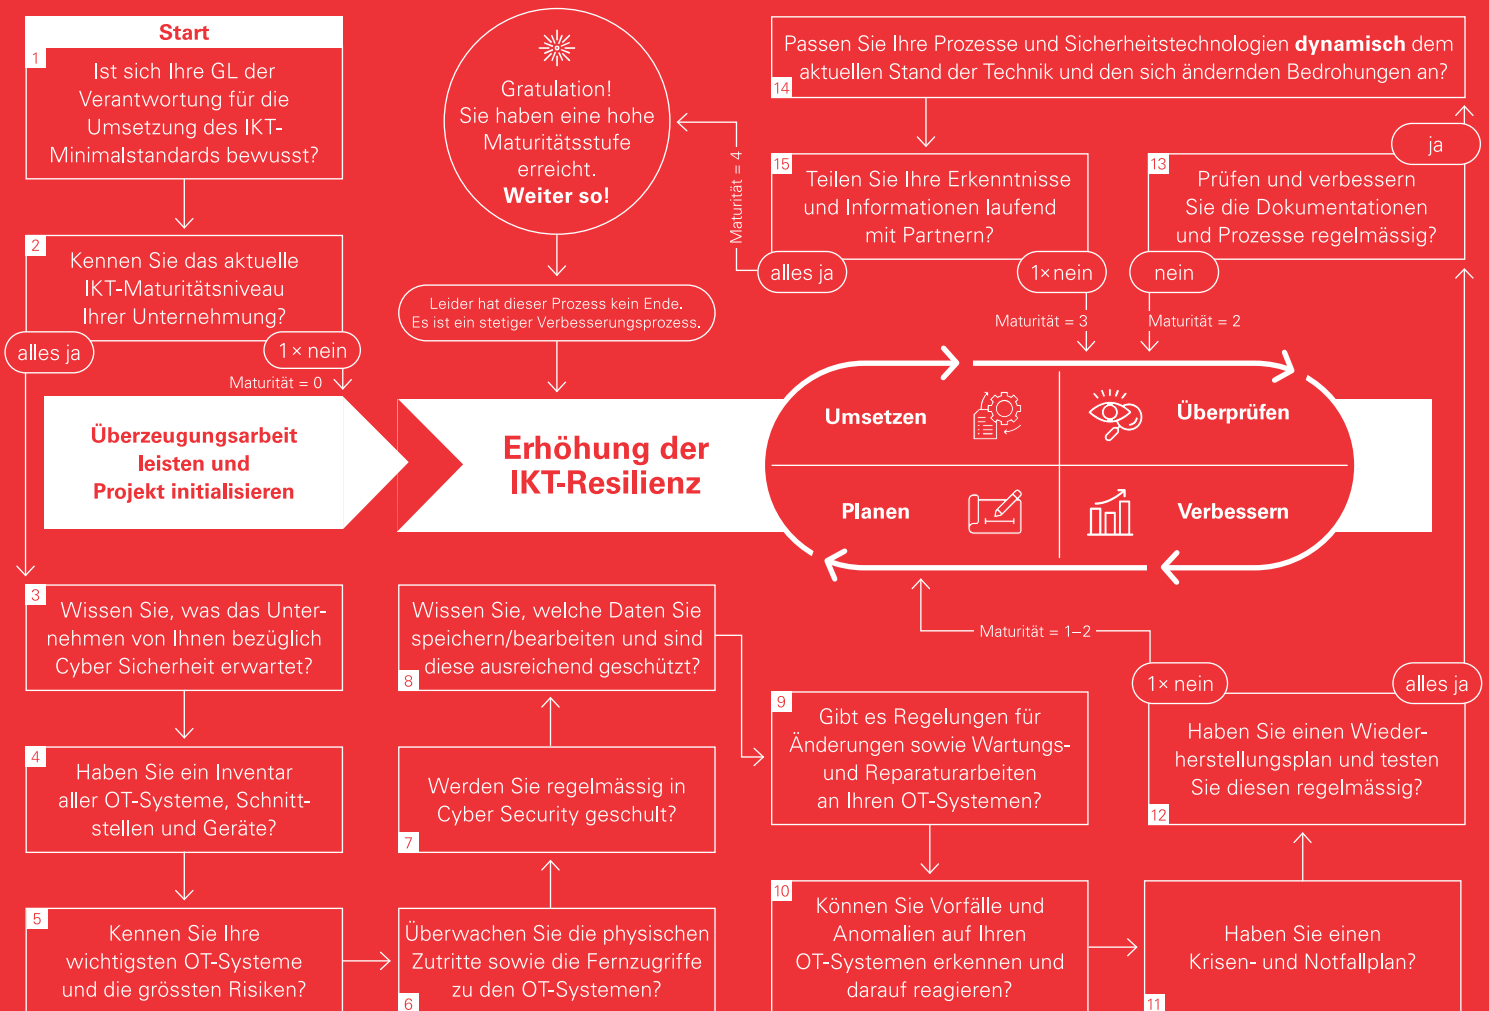 Start
1
Ist sich Ihre GL der
Verantwortung für die
Umsetzung des IKT-
Minimalstandards bewusst?
2
Kennen Sie das aktuelle
IKT-Maturitätsniveau
Ihrer Unternehmung?
alles ja
1 × nein
Maturität = 0
Überzeugungsarbeit
leisten und
Projekt initialisieren
3
Wissen Sie, was das Unter-
nehmen von Ihnen bezüglich
Cyber Sicherheit erwartet?
4
Haben Sie ein Inventar
aller OT-Systeme, Schnitt-
stellen und Geräte?
5
Kennen Sie Ihre
wichtigsten OT-Systeme
und die grössten Risiken?
Überwachen Sie die physischen
Zutritte sowie die Fernzugriffe
zu den OT-Systemen?
6
Werden Sie regelmässig in
Cyber Security geschult?
7
Wissen Sie, welche Daten Sie
speichern/bearbeiten und sind
diese ausreichend geschützt?
8
9
Gibt es Regelungen für
Änderungen sowie Wartungs-
und Reparaturarbeiten
an Ihren OT-Systemen?
10
Können Sie Vorfälle und
Anomalien auf Ihren
OT-Systemen erkennen und
darauf reagieren?
Haben Sie einen
Krisen- und Notfallplan?
11
Haben Sie einen Wieder-
herstellungsplan und testen
Sie diesen regelmässig?
12
1× nein
alles ja
Maturität = 1–2
13
Prüfen und verbessern
Sie die Dokumentationen
und Prozesse regelmässig?
ja
nein
Maturität = 2
Passen Sie Ihre Prozesse und Sicherheitstechnologien dynamisch dem
aktuellen Stand der Technik und den sich ändernden Bedrohungen an?
14
15
Teilen Sie Ihre Erkenntnisse
und Informationen laufend
mit Partnern?
alles ja
1× nein
Maturität = 3
Maturität = 4
Gratulation!
Sie haben eine hohe
Maturitätsstufe
erreicht.
Weiter so!
Leider hat dieser Prozess kein Ende.
Es ist ein stetiger Verbesserungsprozess.
Erhöhung der
IKT-Resilienz
Umsetzen
Überprüfen
Planen
Verbessern